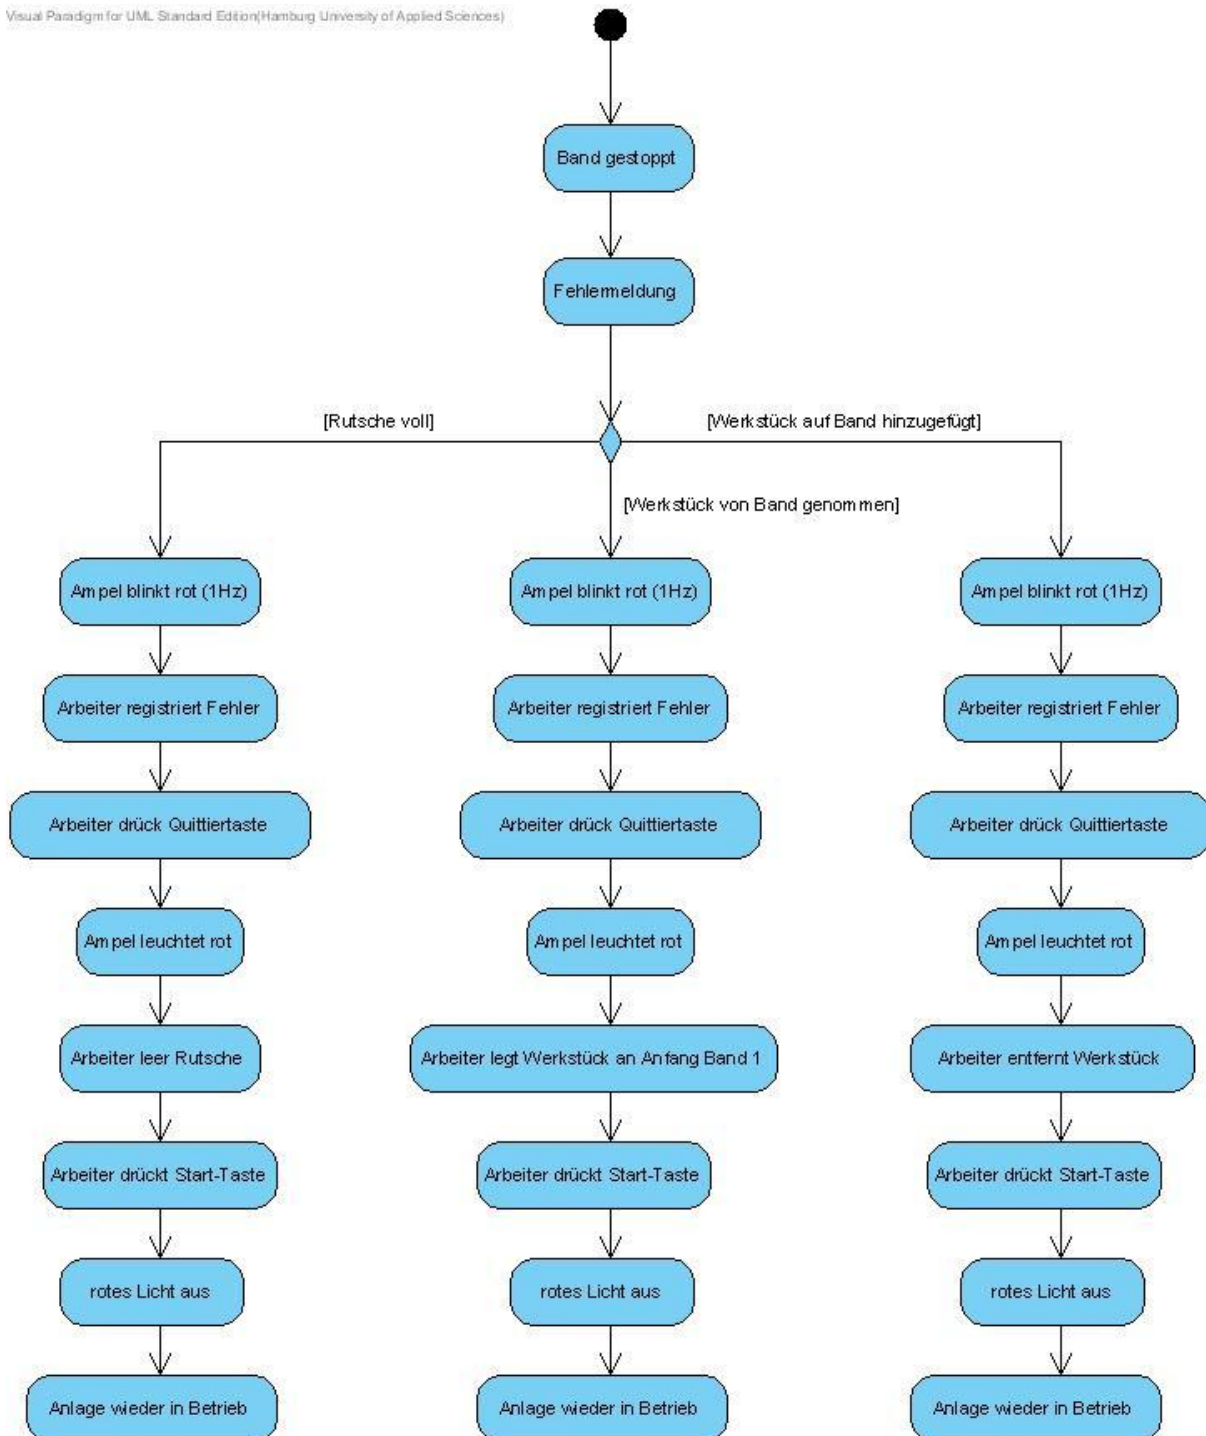 Visual Paradigm for UML Standard Edition(Hamburg University of Applied Sciences)
Band gestoppt
Fehlermeldung
[Rutsche voll]
[Werkstück auf Band hinzugefügt]
[Werkstück von Band genommen]
Ampel blinkt rot (1Hz)
Ampel blinkt rot (1Hz)
Ampel blinkt rot (1Hz)
Arbeiter registriert Fehler
Arbeiter registriert Fehler
Arbeiter registriert Fehler
Arbeiter drück Quittiertaste
Arbeiter drück Quittiertaste
Arbeiter drück Quittiertaste
Ampel leuchtet rot
Ampel leuchtet rot
Ampel leuchtet rot
Arbeiter leer Rutsche
Arbeiter legt Werkstück an Anfang Band 1
Arbeiter entfernt Werkstück
Arbeiter drückt Start-Taste
Arbeiter drückt Start-Taste
Arbeiter drückt Start-Taste
rotes Licht aus
rotes Licht aus
rotes Licht aus
Anlage wieder in Betrieb
Anlage wieder in Betrieb
Anlage wieder in Betrieb